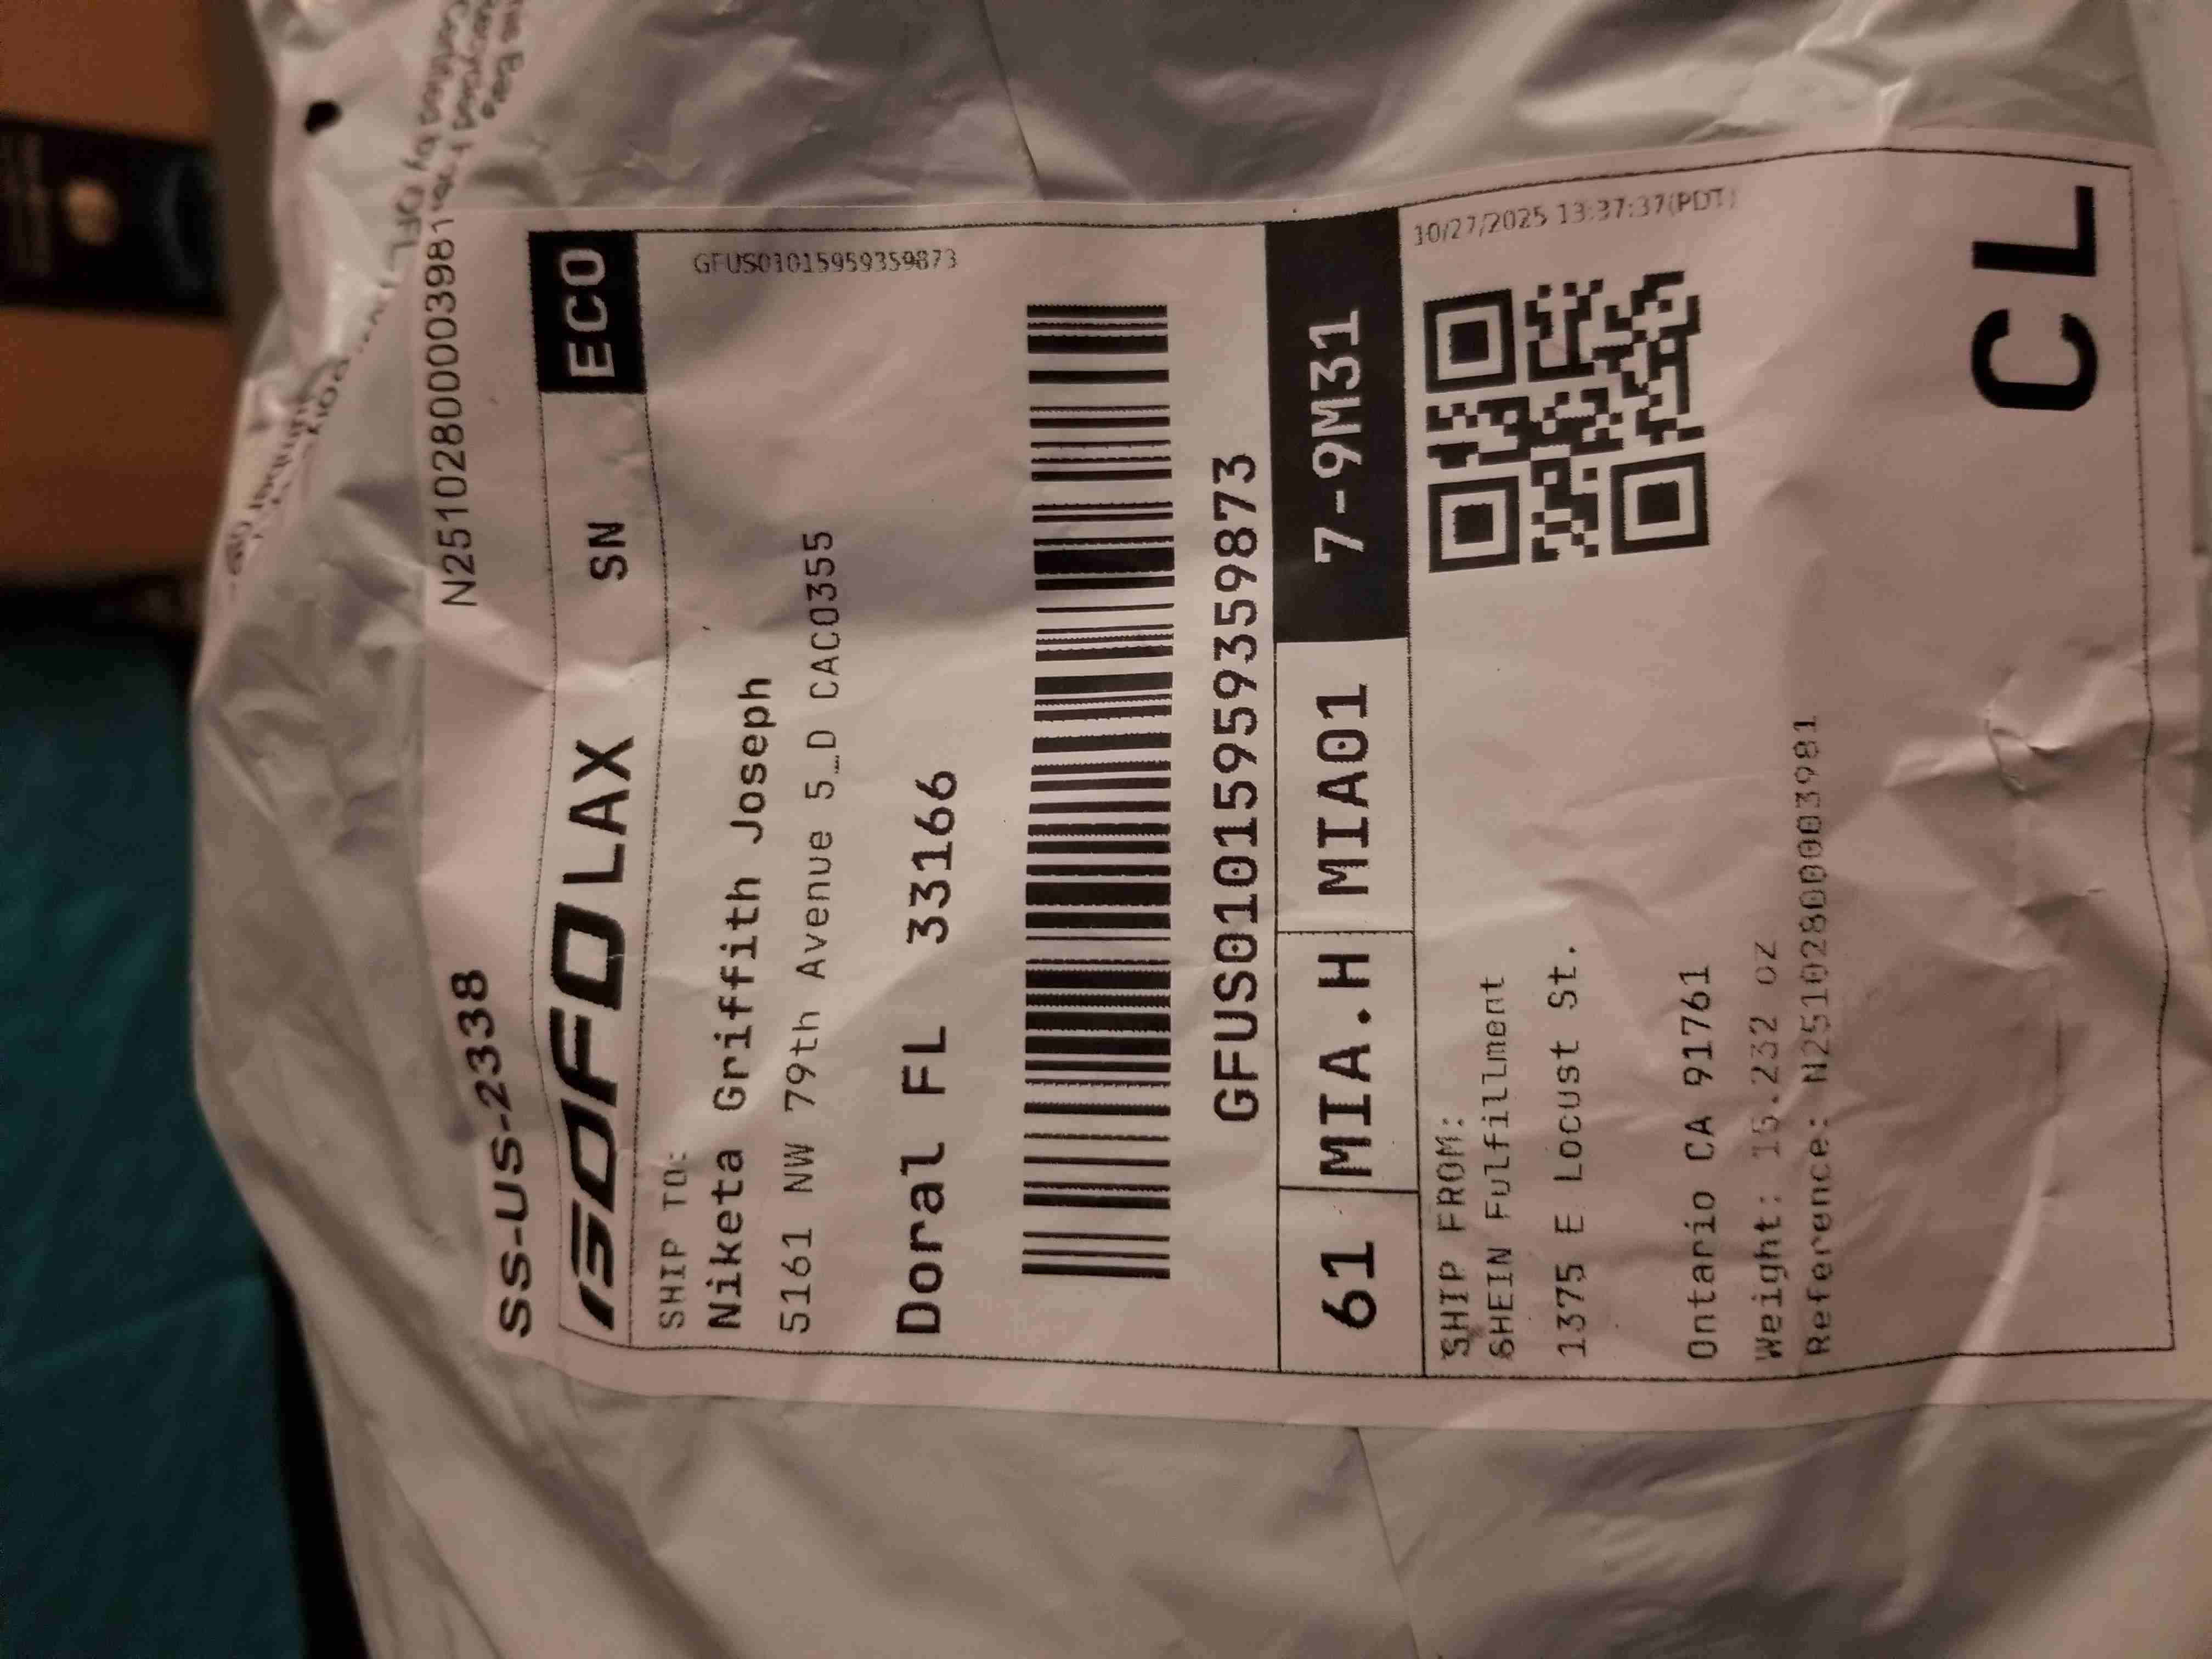 SS-US-2338
N25102800003981
GOFO LAX SN ECO
SHIP TO:
GFUS01015959359873
Niketa Griffith Joseph
5161 NW 79th Avenue 5_D CAC0355
Doral FL 33166
GFUS01015959359873
61 MIA.H MIA01 7-9M31
SHIP FROM:
10/27/2025 13:37:37(PDT)
SHEIN Fulfillment
1375 E Locust St.
Ontario CA 91761
Weight: 15.232 oz
Reference: N25102800003981
CL